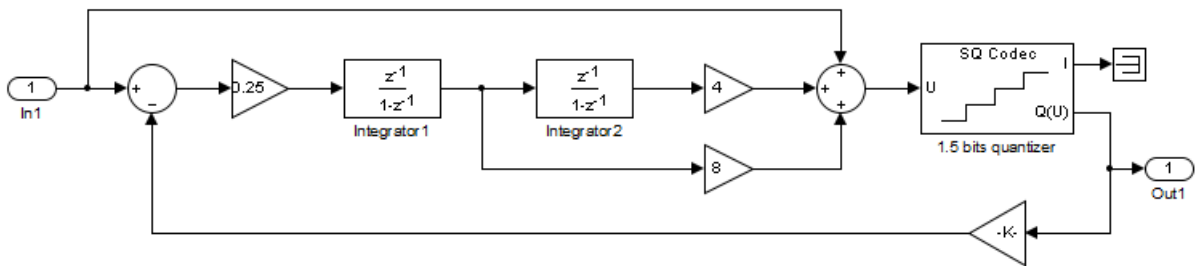 1
In1
+
−
0.25
z-1
1-z-1
Integrator1
z-1
1-z-1
Integrator2
4
8
+
+
+
SQ Codec
U
I
Q(U)
1.5 bits quantizer
1
Out1
-K-